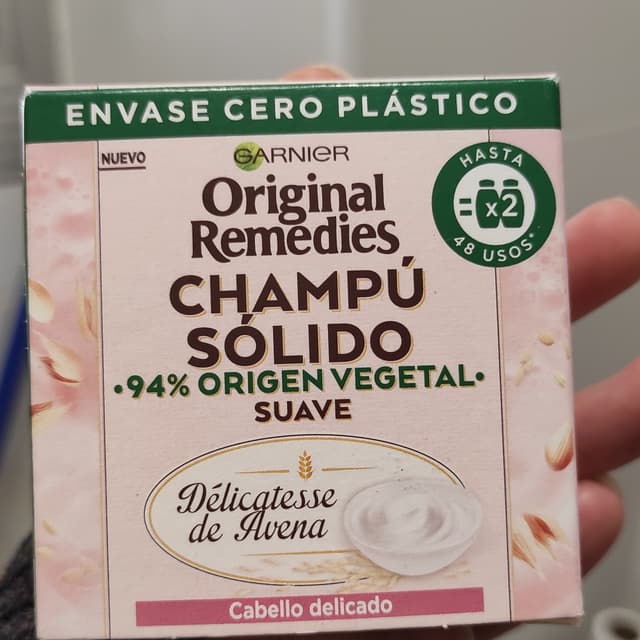 ENVASE CERO PLÁSTICO
NUEVO
GARNIER
HASTA
= x2
48 USOS*
Original
Remedies
CHAMPÚ
SÓLIDO
•94% ORIGEN VEGETAL•
SUAVE
Délicatesse
de Avena
Cabello delicado